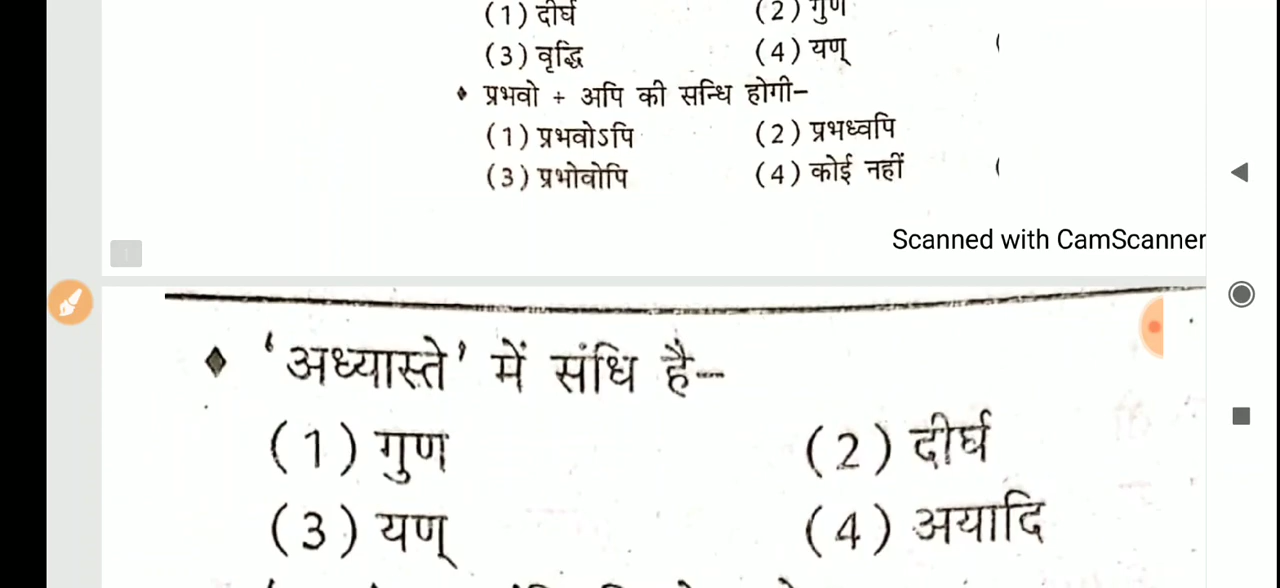 (1) दीर्घ (2) गुण
(3) वृद्धि (4) यण्
♦ प्रभवो + अपि की सन्धि होगी–
(1) प्रभवोऽपि (2) प्रभध्वपि
(3) प्रभोवोपि (4) कोई नहीं
Scanned with CamScanner
1
♦ 'अध्यास्ते' में संधि है–
(1) गुण (2) दीर्घ
(3) यण् (4) अयादि